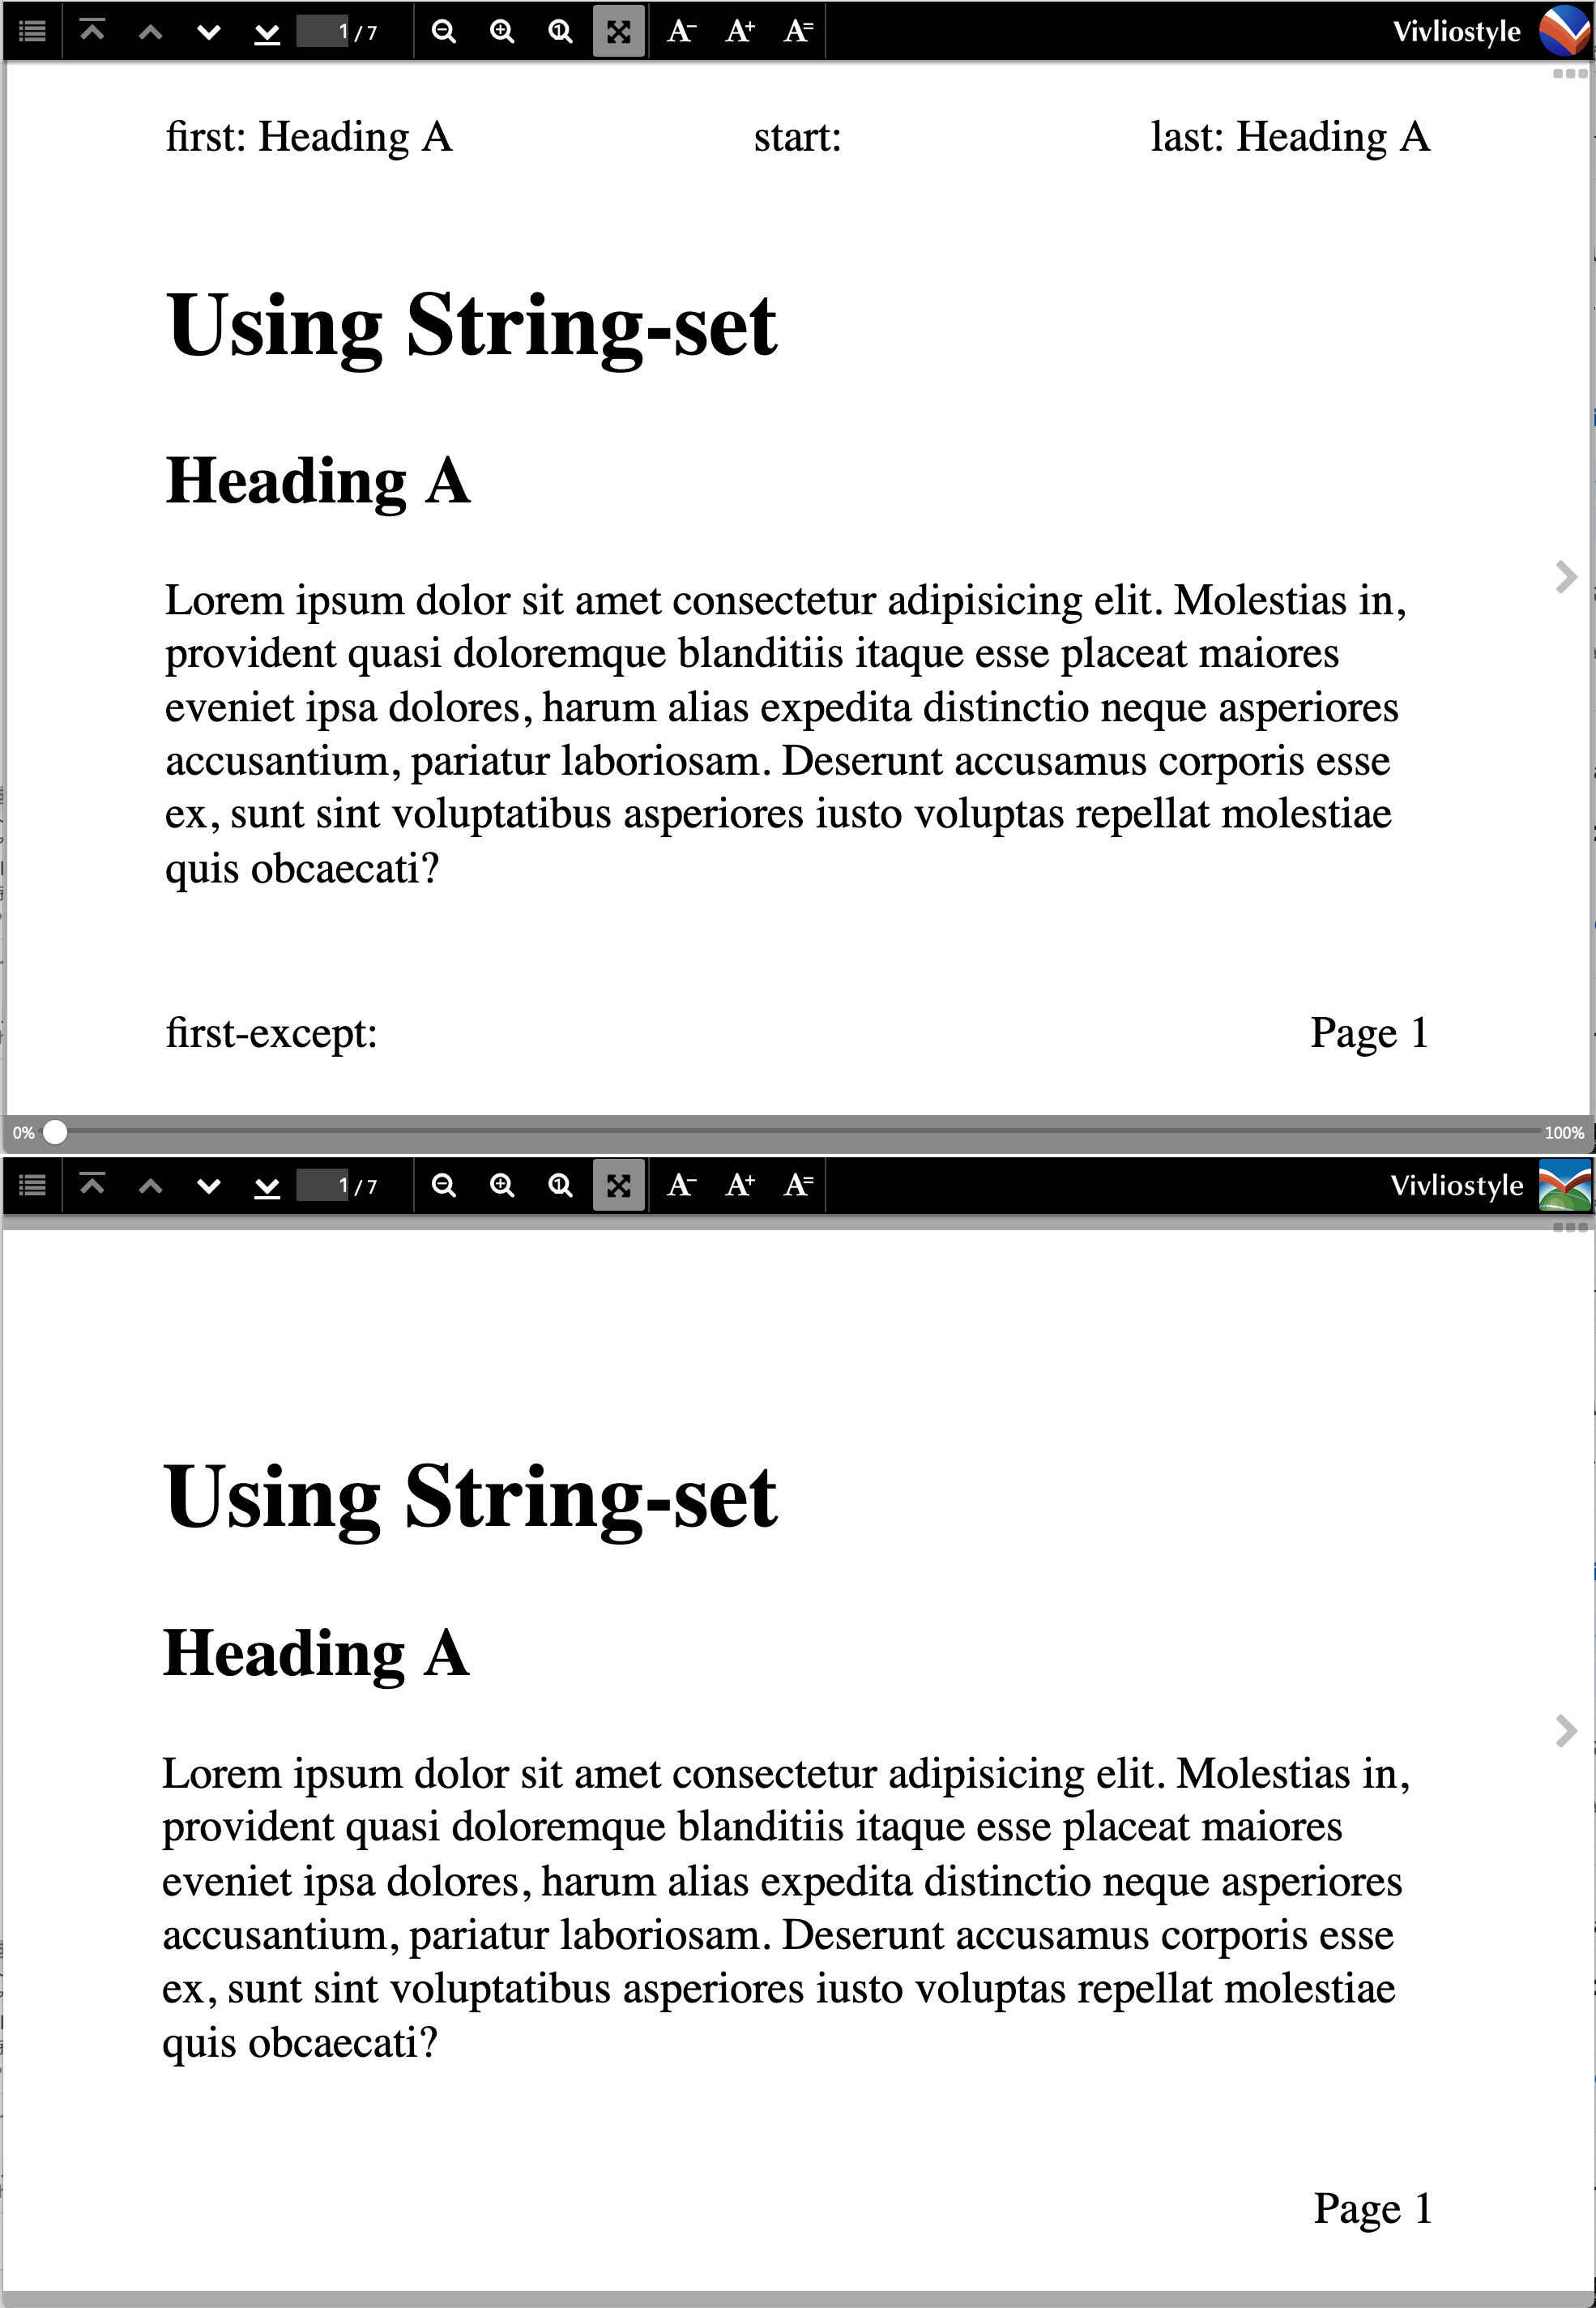 1 / 7 A- A+ A= Vivliostyle
first: Heading A start: last: Heading A
Using String-set
Heading A
Lorem ipsum dolor sit amet consectetur adipisicing elit. Molestias in,
provident quasi doloremque blanditiis itaque esse placeat maiores
eveniet ipsa dolores, harum alias expedita distinctio neque asperiores
accusantium, pariatur laboriosam. Deserunt accusamus corporis esse
ex, sunt sint voluptatibus asperiores iusto voluptas repellat molestiae
quis obcaecati?
first-except: Page 1
0% 100%
1 / 7 A- A+ A= Vivliostyle
Using String-set
Heading A
Lorem ipsum dolor sit amet consectetur adipisicing elit. Molestias in,
provident quasi doloremque blanditiis itaque esse placeat maiores
eveniet ipsa dolores, harum alias expedita distinctio neque asperiores
accusantium, pariatur laboriosam. Deserunt accusamus corporis esse
ex, sunt sint voluptatibus asperiores iusto voluptas repellat molestiae
quis obcaecati?
Page 1